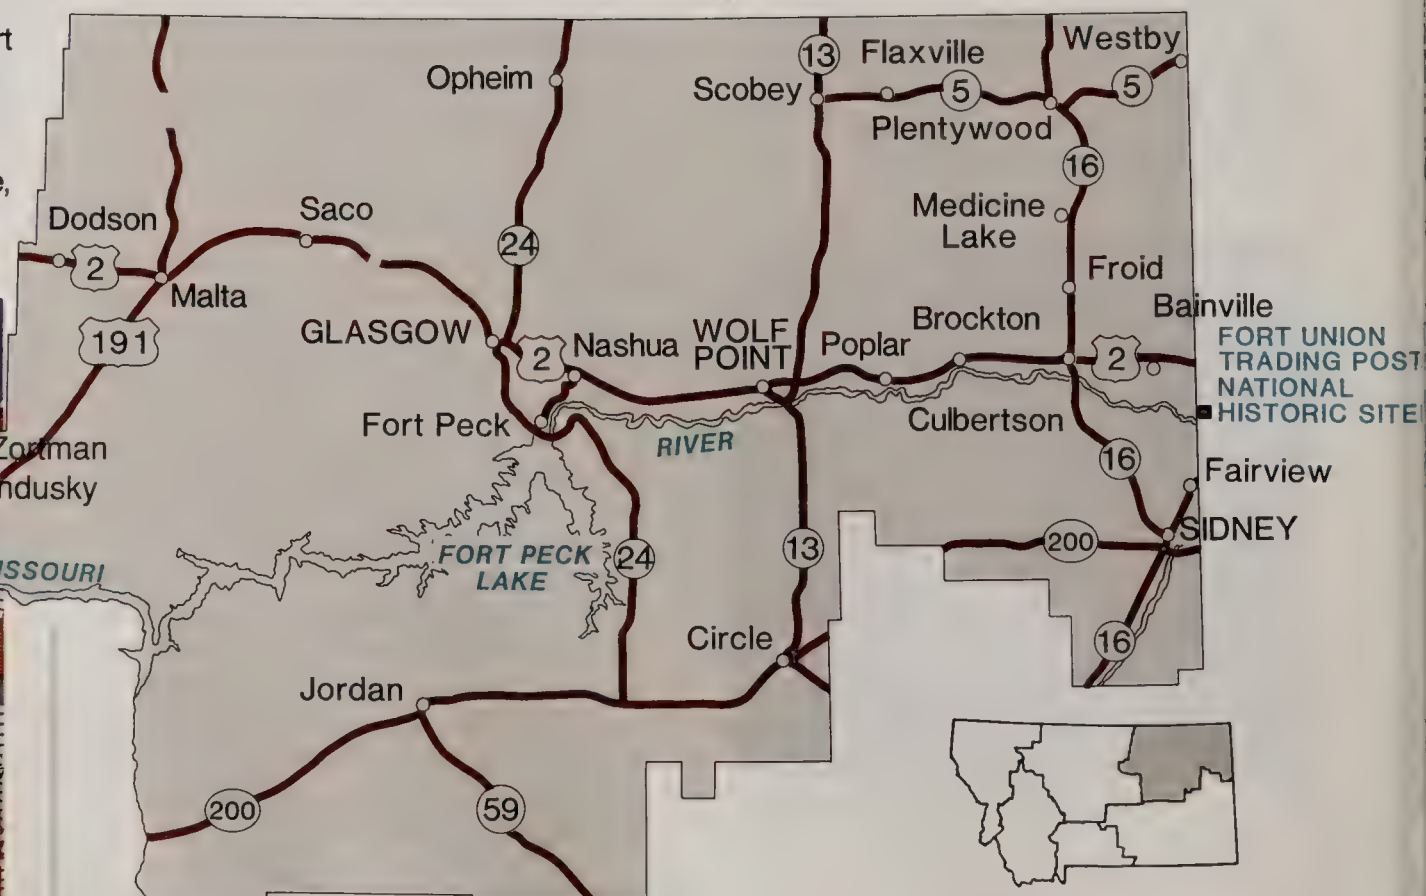 Westby
13
Flaxville
Opheim
Scobey
5
5
Plentywood
16
Dodson
Saco
Medicine
Lake
24
2
Froid
Malta
Bainville
191
GLASGOW
2
Nashua
WOLF
POINT
Poplar
Brockton
2
FORT UNION
TRADING POST
NATIONAL
HISTORIC SITE
Fort Peck
RIVER
Culbertson
Zortman
ndusky
16
Fairview
SIDNEY
200
ISSOURI
FORT PECK
LAKE
24
13
16
Circle
Jordan
200
59